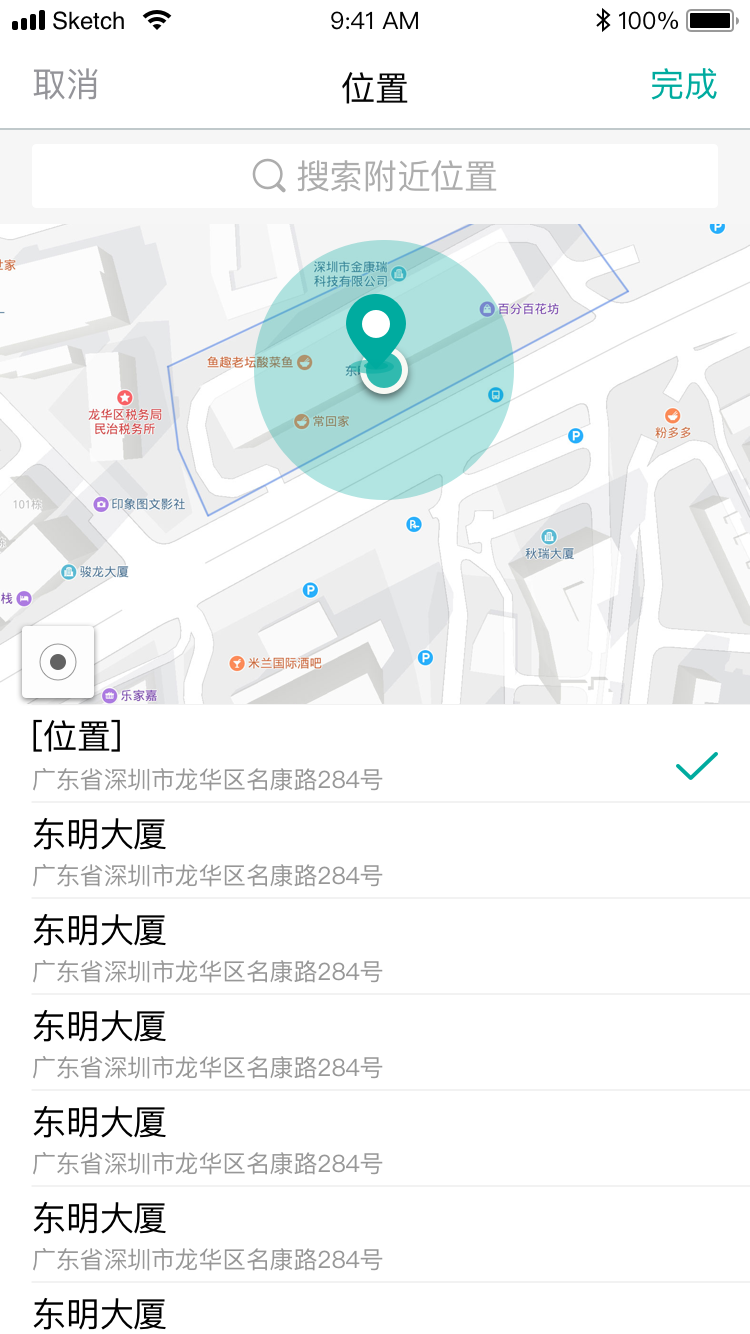 Sketch 9:41 AM 100%
取消 位置 完成
搜索附近位置
世家
深圳市金康瑞
科技有限公司
百分百花坊
鱼趣老坛酸菜鱼
东
常回家
龙华区税务局
民治税务所
粉多多
101栋
印象图文影社
秋瑞大厦
骏龙大厦
栋
栈
米兰国际酒吧
乐家嘉
[位置]
广东省深圳市龙华区名康路284号
东明大厦
广东省深圳市龙华区名康路284号
东明大厦
广东省深圳市龙华区名康路284号
东明大厦
广东省深圳市龙华区名康路284号
东明大厦
广东省深圳市龙华区名康路284号
东明大厦
广东省深圳市龙华区名康路284号
东明大厦